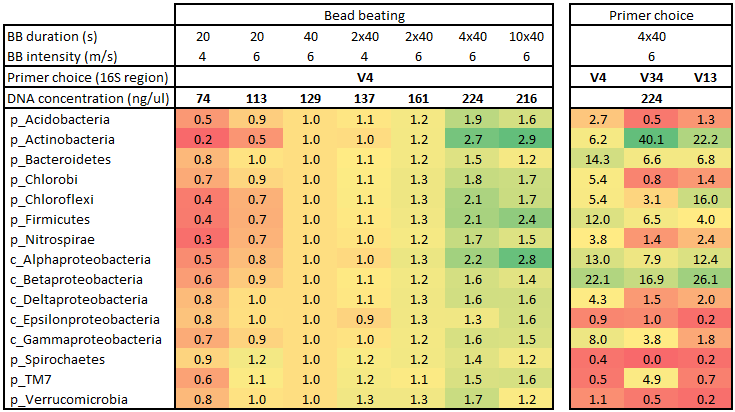 Bead beating Primer choice
BB duration (s) 20 20 40 2x40 2x40 4x40 10x40 4x40
BB intensity (m/s) 4 6 6 4 6 6 6 6
Primer choice (16S region) V4 V4 V34 V13
DNA concentration (ng/ul) 74 113 129 137 161 224 216 224
p_Acidobacteria 0.5 0.9 1.0 1.1 1.2 1.9 1.6 2.7 0.5 1.3
p_Actinobacteria 0.2 0.5 1.0 1.0 1.2 2.7 2.9 6.2 40.1 22.2
p_Bacteroidetes 0.8 1.0 1.0 1.1 1.2 1.5 1.2 14.3 6.6 6.8
p_Chlorobi 0.7 0.9 1.0 1.1 1.3 1.8 1.7 5.4 0.8 1.4
p_Chloroflexi 0.4 0.7 1.0 1.1 1.3 2.1 1.7 5.4 3.1 16.0
p_Firmicutes 0.4 0.7 1.0 1.1 1.3 2.1 2.4 12.0 6.5 4.0
p_Nitrospirae 0.3 0.7 1.0 1.0 1.2 1.7 1.5 3.8 1.4 2.4
c_Alphaproteobacteria 0.5 0.8 1.0 1.1 1.3 2.2 2.8 13.0 7.9 12.4
c_Betaproteobacteria 0.6 0.9 1.0 1.1 1.2 1.6 1.4 22.1 16.9 26.1
c_Deltaproteobacteria 0.8 1.0 1.0 1.1 1.3 1.6 1.6 4.3 1.5 2.0
c_Epsilonproteobacteria 0.8 1.0 1.0 0.9 1.3 1.3 1.6 0.9 1.0 0.2
c_Gammaproteobacteria 0.7 0.9 1.0 1.1 1.2 1.6 1.5 8.0 3.8 1.8
p_Spirochaetes 0.9 1.2 1.0 1.2 1.2 1.4 1.2 0.4 0.0 0.2
p_TM7 0.6 1.1 1.0 1.2 1.1 1.5 1.6 0.5 4.9 0.7
p_Verrucomicrobia 0.8 1.0 1.0 1.3 1.3 1.7 1.2 1.1 0.5 0.2